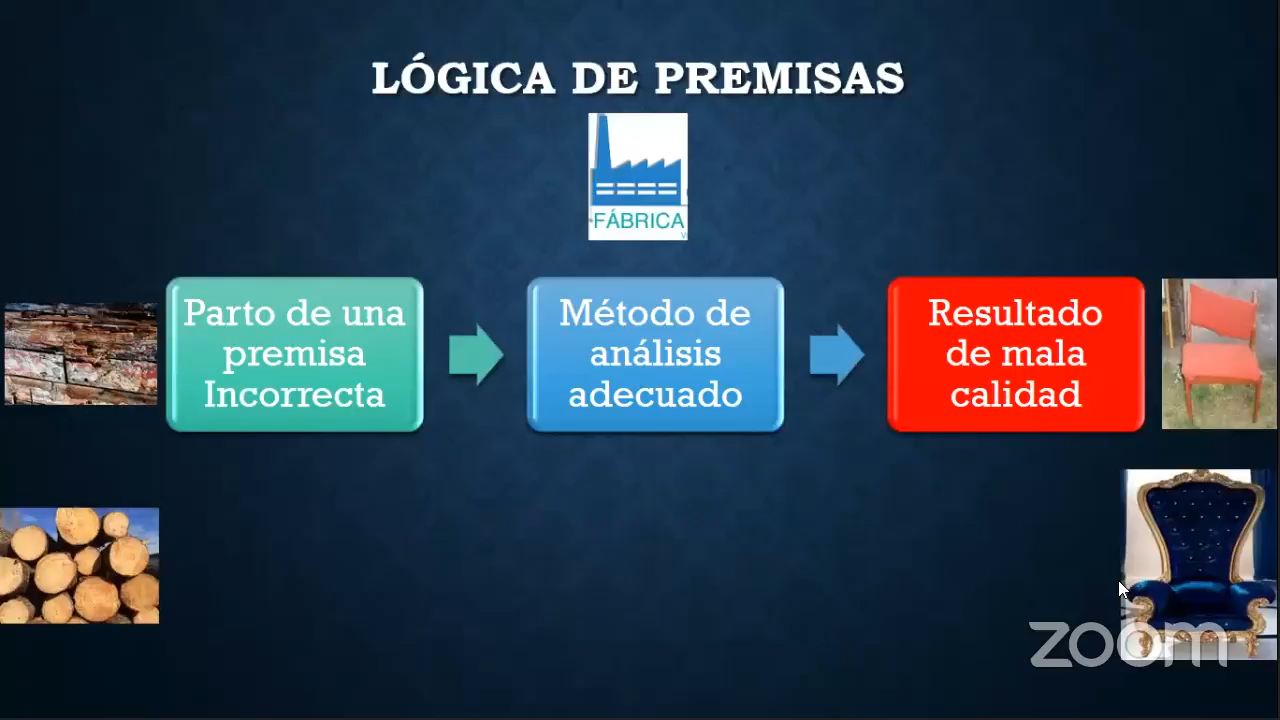 LÓGICA DE PREMISAS
FÁBRICA
Parto de una
premisa
Incorrecta
Método de
análisis
adecuado
Resultado
de mala
calidad
zoom